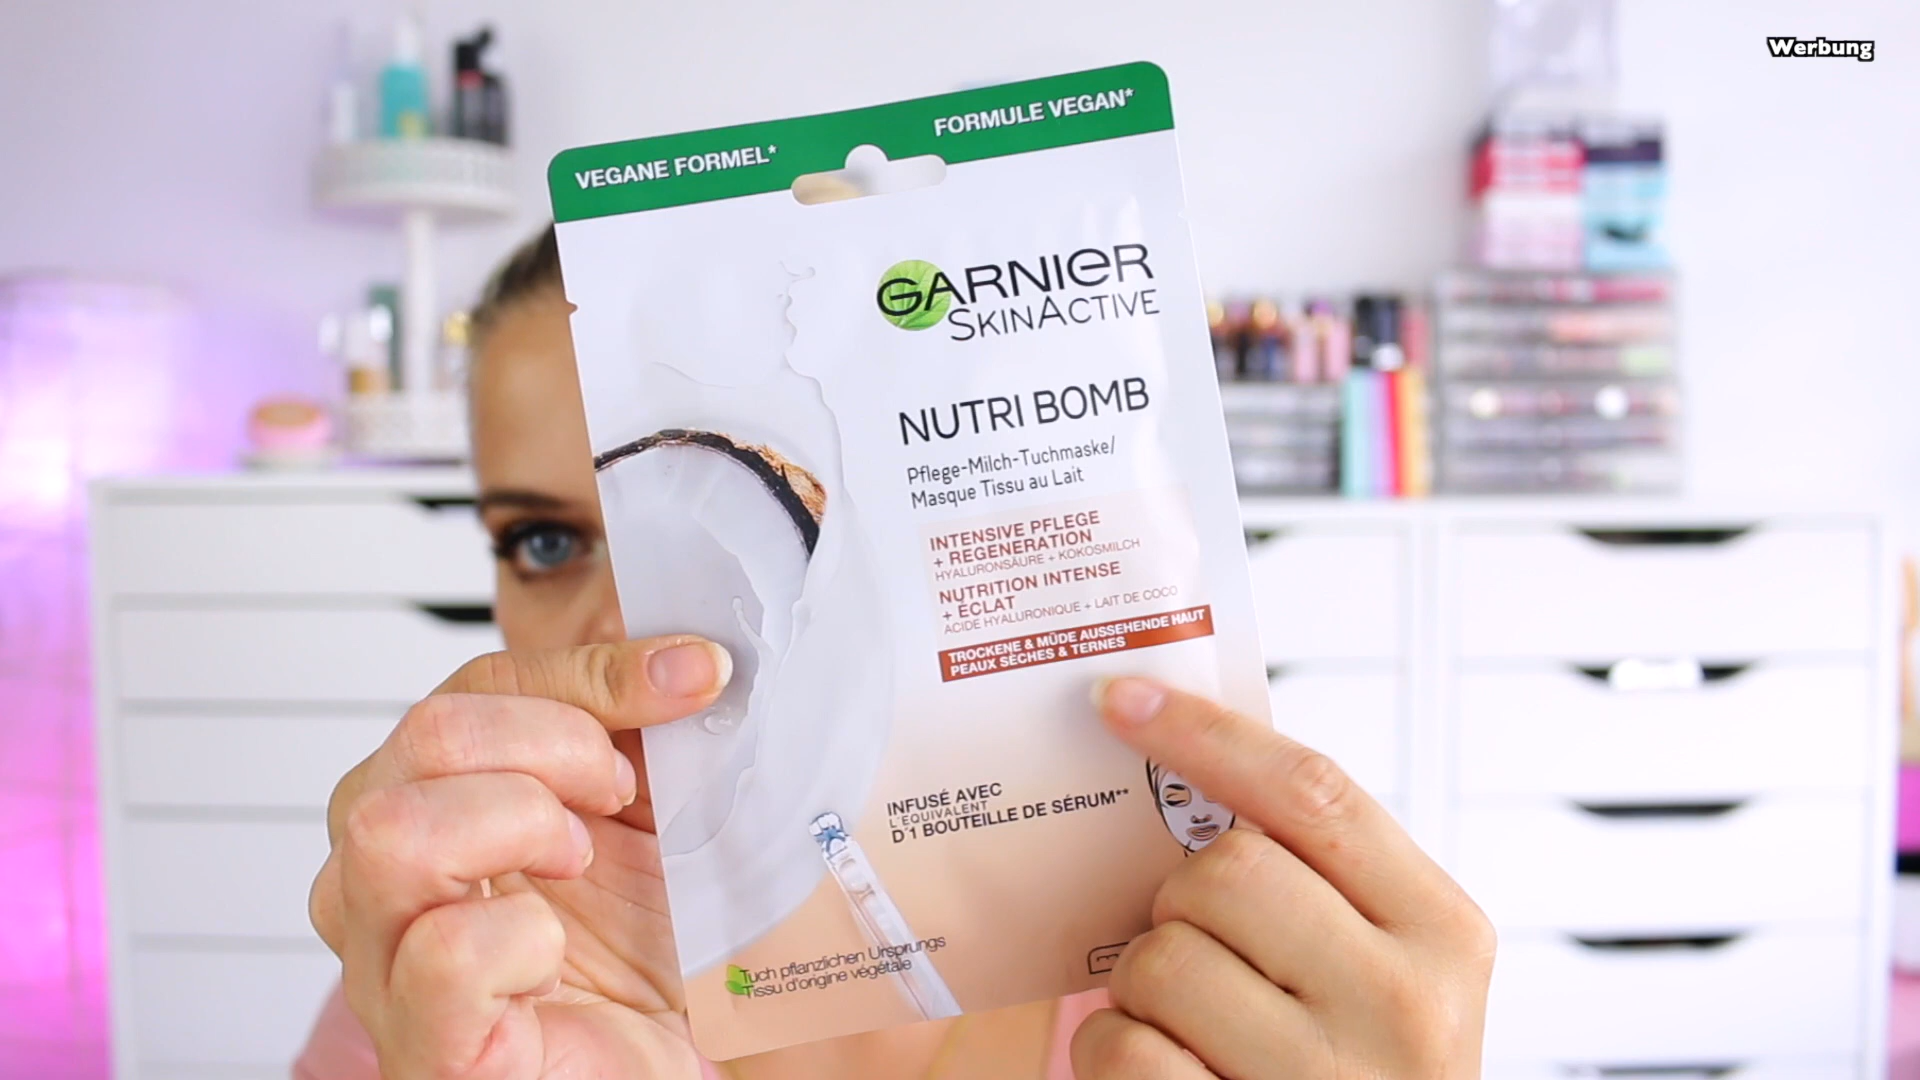 Werbung
VEGANE FORMEL*
FORMULE VEGAN*
GARNIER
SKINACTIVE
NUTRI BOMB
Pflege-Milch-Tuchmaske/
Masque Tissu au Lait
INTENSIVE PFLEGE
+ REGENERATION
HYALURONSÄURE + KOKOSMILCH
NUTRITION INTENSE
+ ÉCLAT
ACIDE HYALURONIQUE + LAIT DE COCO
TROCKENE & MÜDE AUSSEHENDE HAUT
PEAUX SÈCHES & TERNES
INFUSÉ AVEC
L'ÉQUIVALENT
D'1 BOUTEILLE DE SÉRUM**
Tuch pflanzlichen Ursprungs
Tissu d'origine végétale